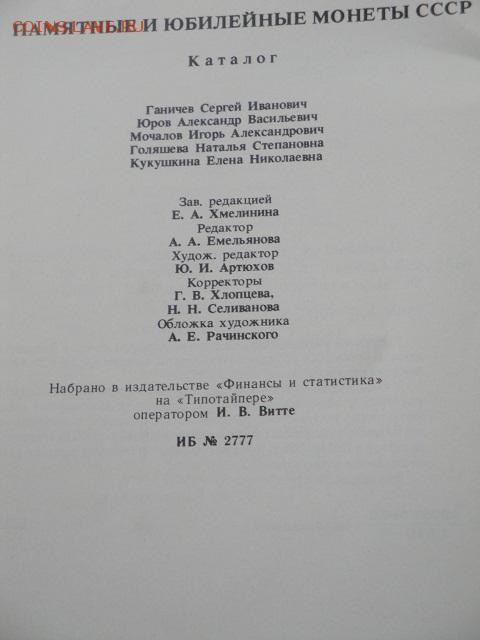 ПАМЯТНЫЕ И ЮБИЛЕЙНЫЕ МОНЕТЫ СССР
COINSLAVE.RU
Каталог
Ганичев Сергей Иванович
Юров Александр Васильевич
Мочалов Игорь Александрович
Голяшева Наталья Степановна
Кукушкина Елена Николаевна
Зав. редакцией
Е. А. Хмелинина
Редактор
А. А. Емельянова
Худож. редактор
Ю. И. Артюхов
Корректоры
Г. В. Хлопцева,
Н. Н. Селиванова
Обложка художника
А. Е. Рачинского
Набрано в издательстве «Финансы и статистика»
на «Типотайпере»
оператором И. В. Витте
ИБ № 2777